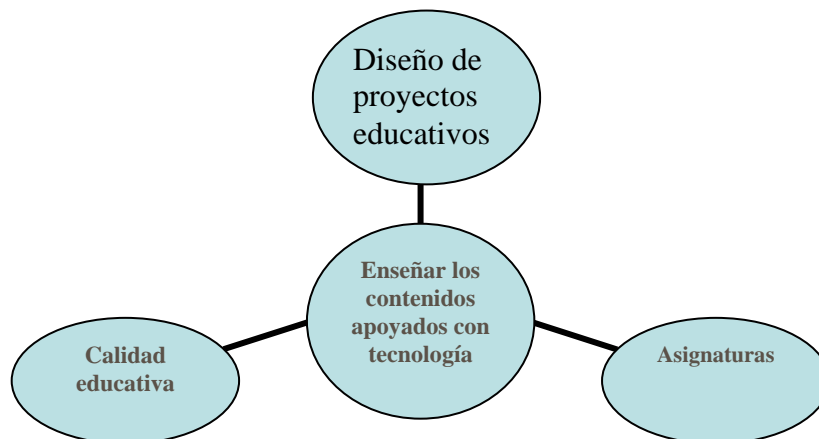 Diseño de
proyectos
educativos
Enseñar los
contenidos
apoyados con
tecnología
Calidad
educativa
Asignaturas